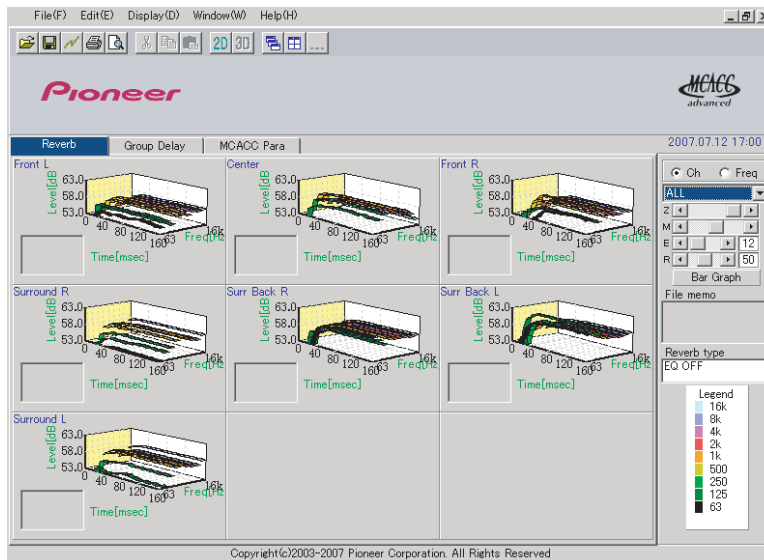 File(F) Edit(E) Display(D) Window(W) Help(H)
2D 3D ...
Pioneer
MCACC
advanced
Reverb Group Delay MCACC Para 2007.07.12 17:00
Front L
Level[dB
63.0
58.0
53.0
0 40 80 120 160
63 Freq[Hz 16k
Time[msec]
Center
Level[dB
63.0
58.0
53.0
0 40 80 120 160
63 Freq[Hz 16k
Time[msec]
Front R
Level[dB
63.0
58.0
53.0
0 40 80 120 160
63 Freq[Hz 16k
Time[msec]
Surround R
Level[dB
63.0
58.0
53.0
0 40 80 120 160
63 Freq[Hz 16k
Time[msec]
Surr Back R
Level[dB
63.0
58.0
53.0
0 40 80 120 160
63 Freq[Hz 16k
Time[msec]
Surr Back L
Level[dB
63.0
58.0
53.0
0 40 80 120 160
63 Freq[Hz 16k
Time[msec]
Surround L
Level[dB
63.0
58.0
53.0
0 40 80 120 160
63 Freq[Hz 16k
Time[msec]
Ch Freq
ALL
Z
M
E 12
R 50
Bar Graph
File memo
Reverb type
EQ OFF
Legend
16k
8k
4k
2k
1k
500
250
125
63
Copyright(c)2003-2007 Pioneer Corporation. All Rights Reserved